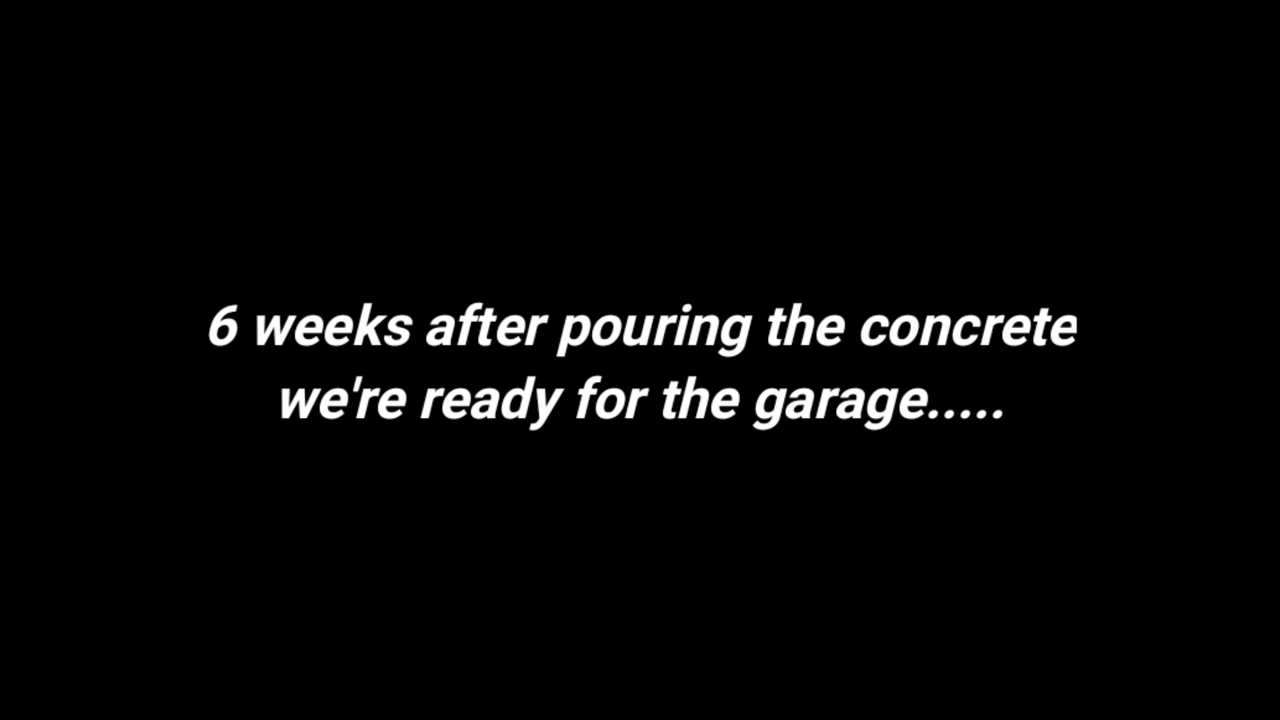 6 weeks after pouring the concrete
we're ready for the garage.....